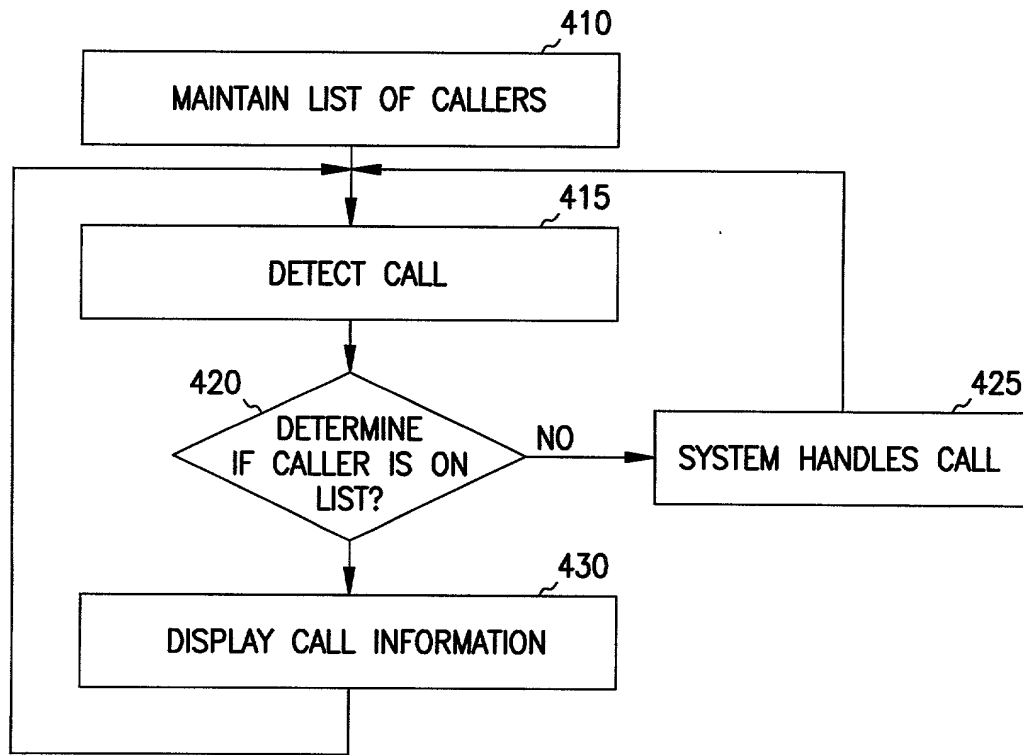 410
MAINTAIN LIST OF CALLERS
415
DETECT CALL
420
DETERMINE
IF CALLER IS ON
LIST?
NO
425
SYSTEM HANDLES CALL
430
DISPLAY CALL INFORMATION